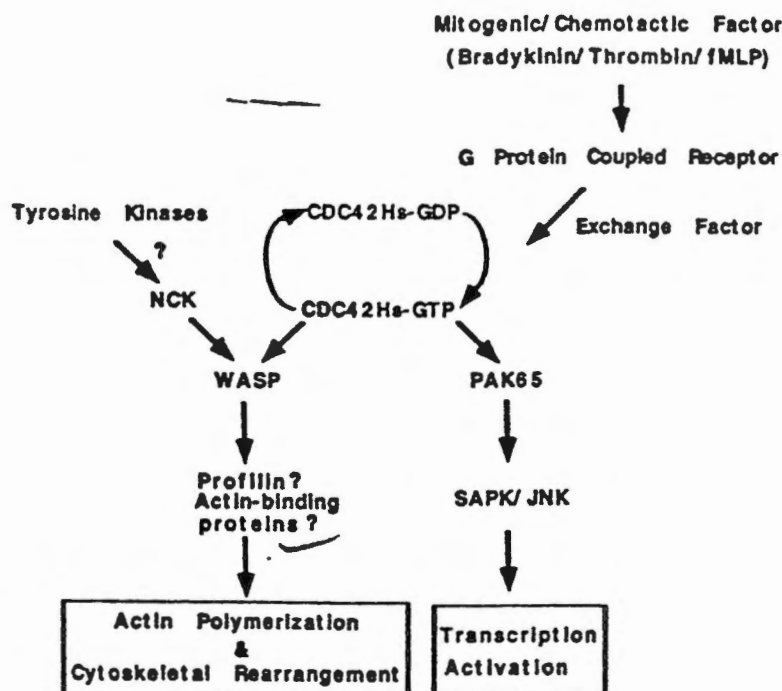 Mitogenic/ Chemotactic Factor
(Bradykinin/ Thrombin/ fMLP)
G Protein Coupled Receptor
Tyrosine Kinases
CDC42Hs-GDP
Exchange Factor
?
NCK
CDC42Hs-GTP
WASP
PAK65
Profilin?
Actin-binding
proteins ?
SAPK/ JNK
Actin Polymerization
&
Cytoskeletal Rearrangement
Transcription
Activation